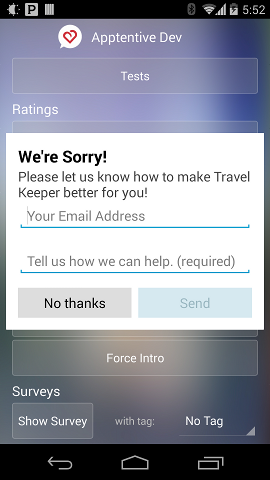 5:52
Apptentive Dev
Tests
Ratings
We're Sorry!
Please let us know how to make Travel
Keeper better for you!
Your Email Address
Tell us how we can help. (required)
No thanks Send
Force Intro
Surveys
Show Survey with tag: No Tag